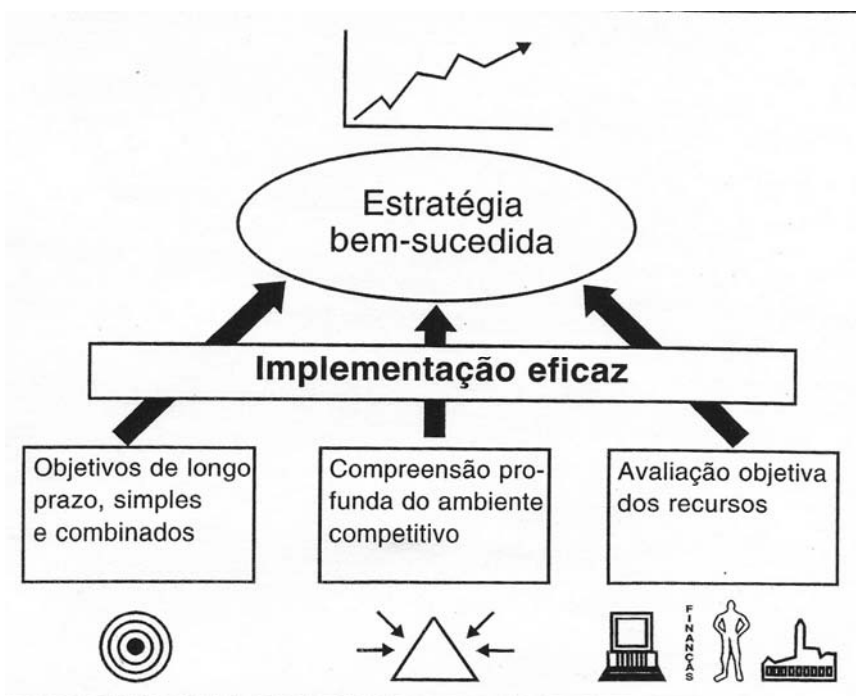 Estratégia
bem-sucedida
Implementação eficaz
Objetivos de longo
prazo, simples
e combinados
Compreensão pro-
funda do ambiente
competitivo
Avaliação objetiva
dos recursos
FINANÇAS